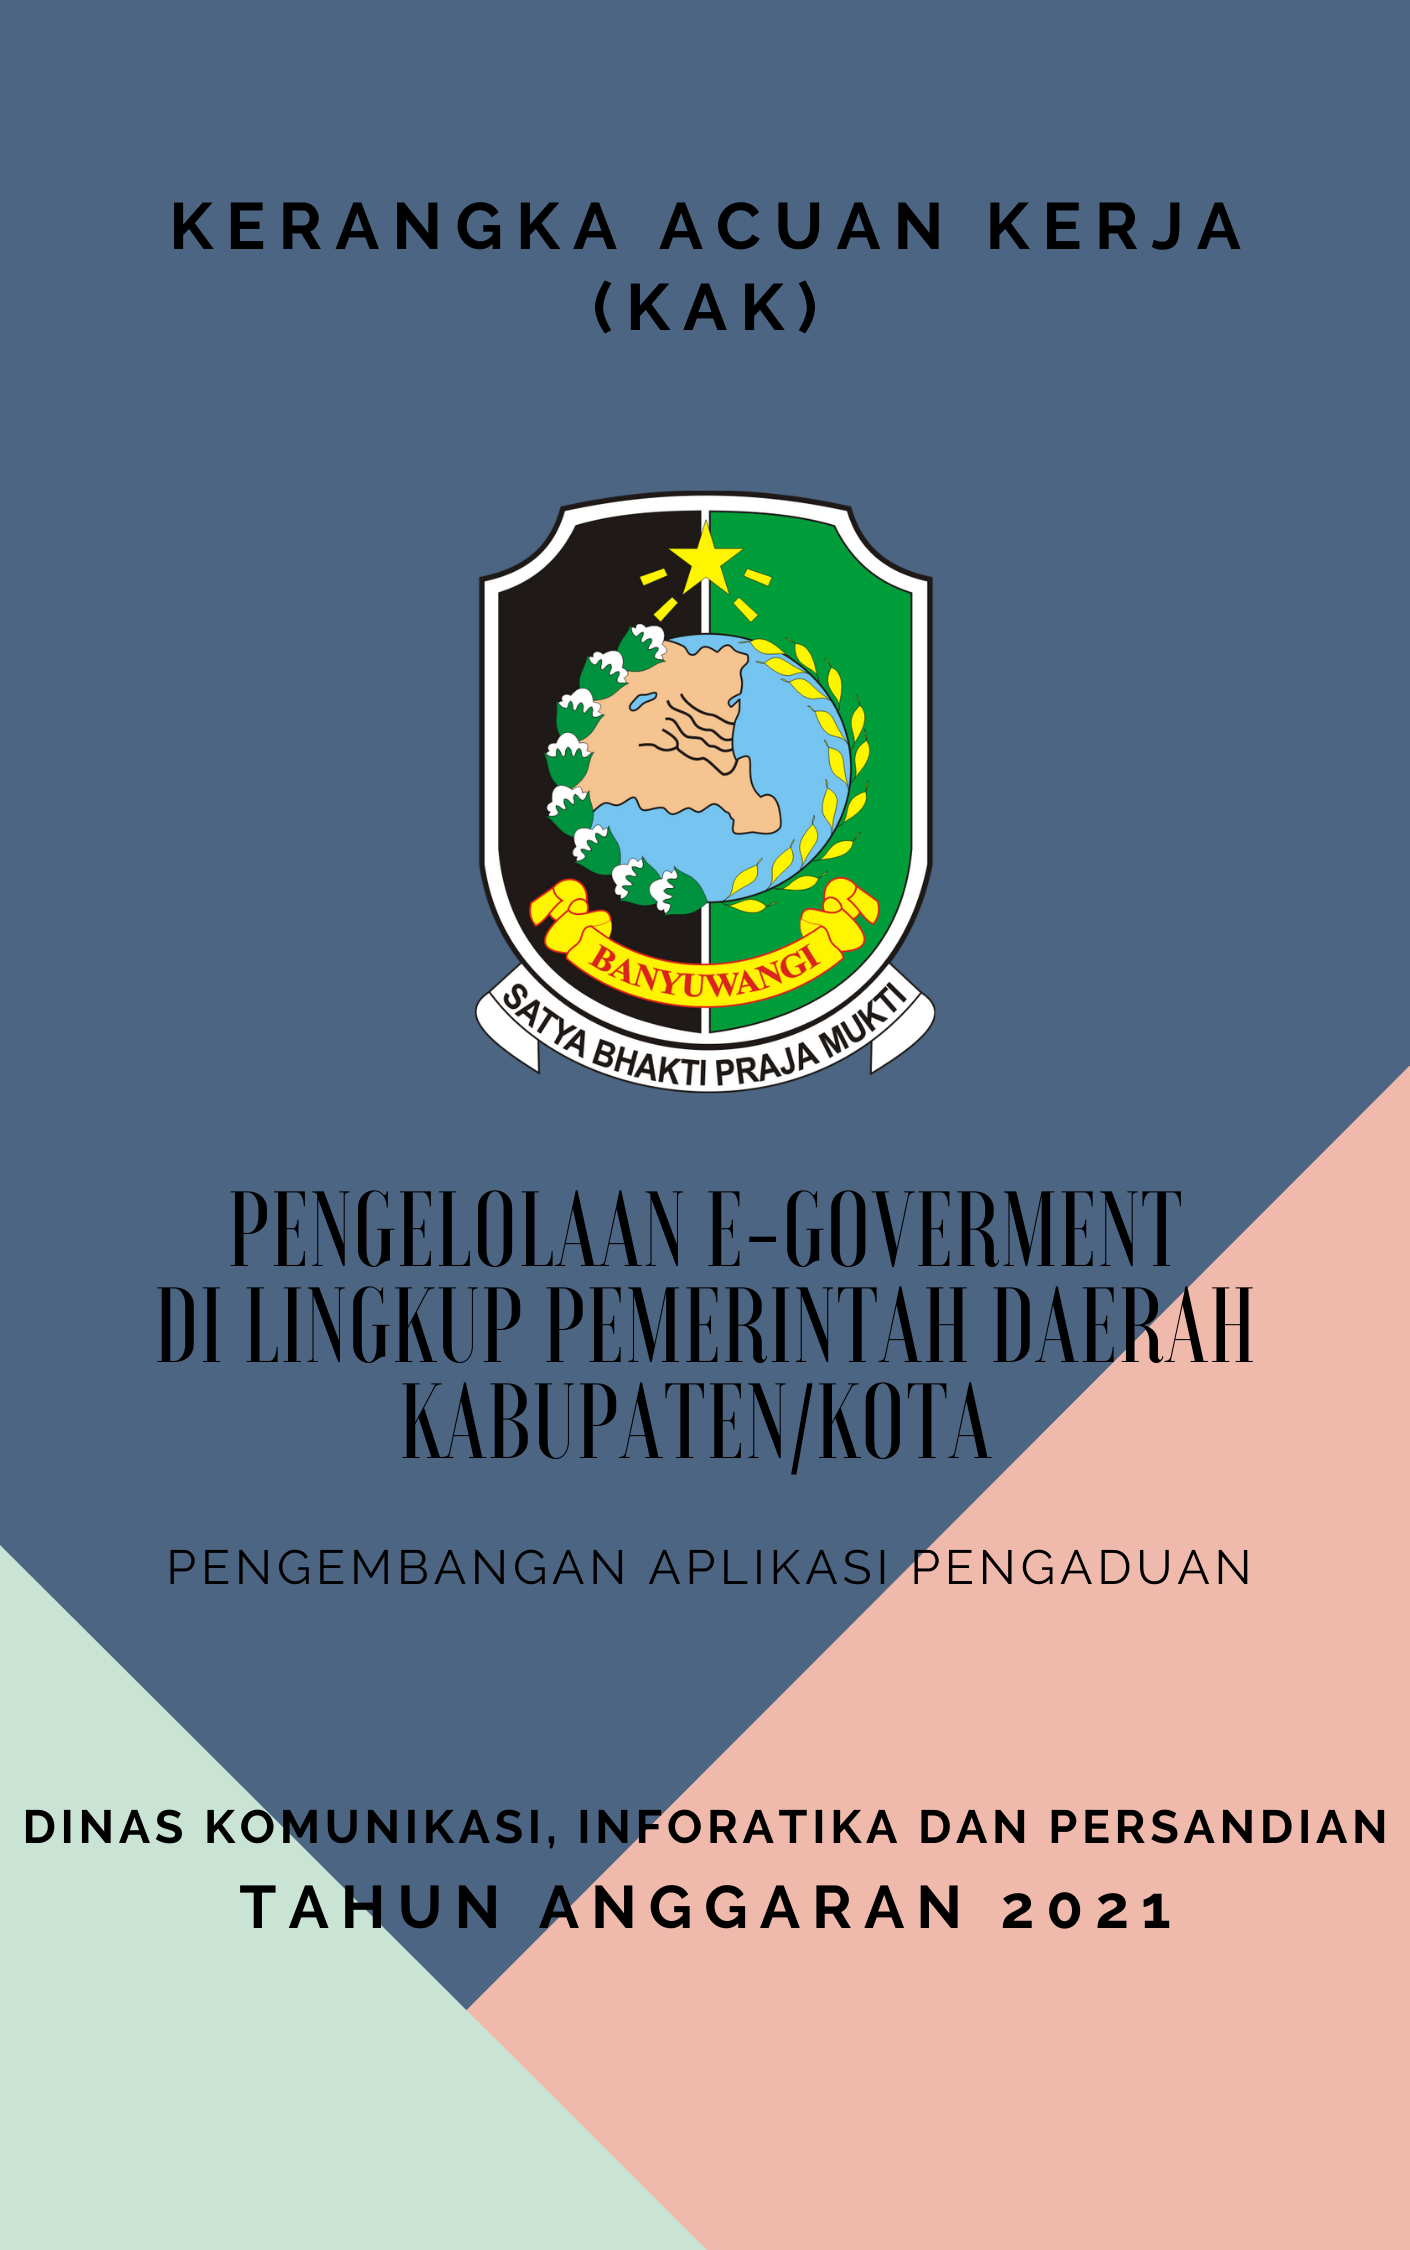 KERANGKA ACUAN KERJA
(KAK)
BANYUWANGI
SATYA BHAKTI PRAJA MUKTI
PENGELOLAAN E-GOVERMENT
DI LINGKUP PEMERINTAH DAERAH
KABUPATEN/KOTA
PENGEMBANGAN APLIKASI PENGADUAN
DINAS KOMUNIKASI, INFORATIKA DAN PERSANDIAN
TAHUN ANGGARAN 2021